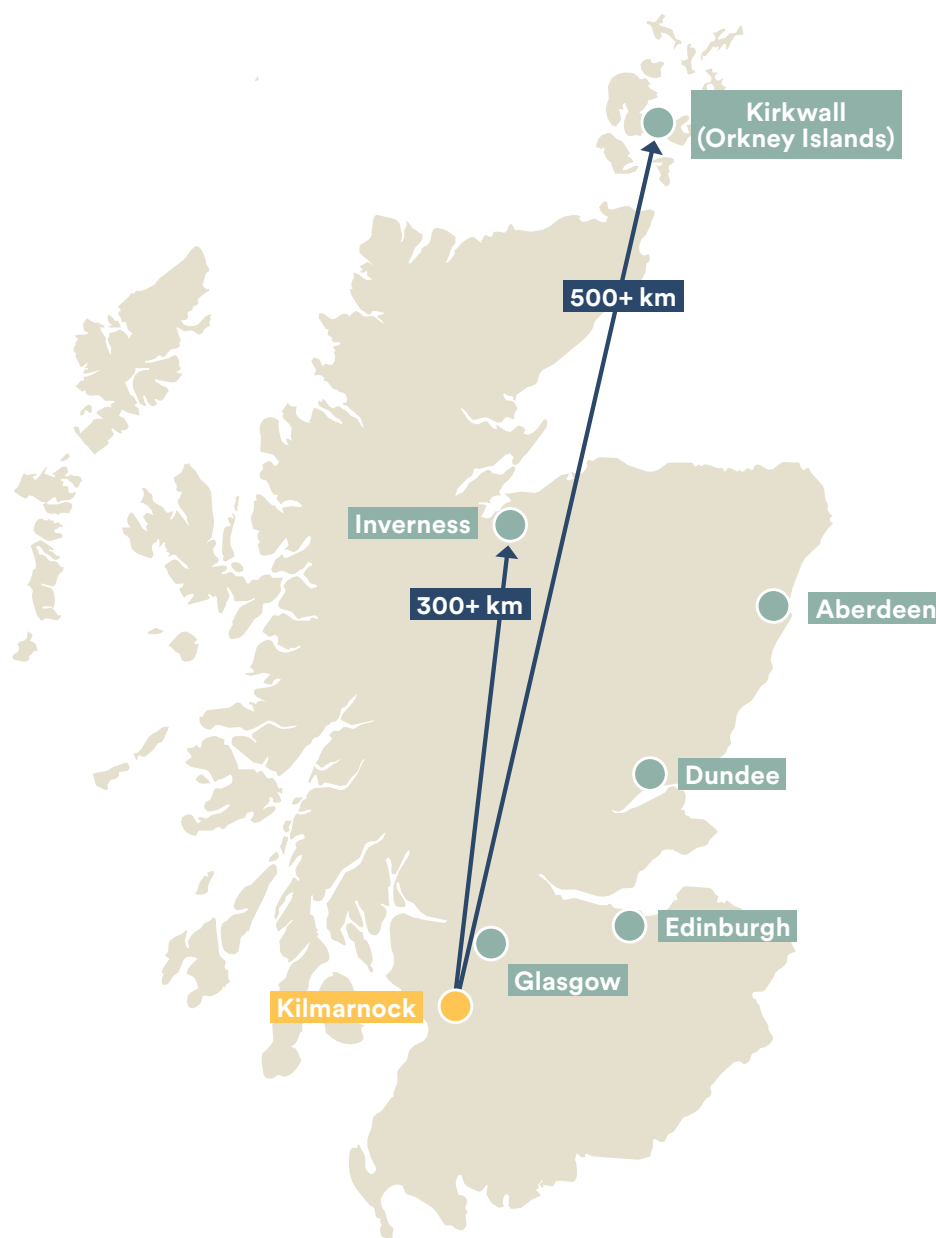 Kirkwall
(Orkney Islands)
500+ km
Inverness
300+ km
Aberdeen
Dundee
Edinburgh
Glasgow
Kilmarnock